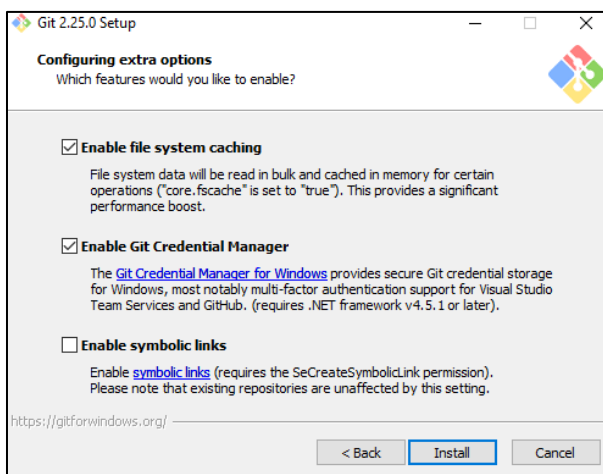 Git 2.25.0 Setup
Configuring extra options
Which features would you like to enable?
Enable file system caching
File system data will be read in bulk and cached in memory for certain
operations ("core.fscache" is set to "true"). This provides a significant
performance boost.
Enable Git Credential Manager
The Git Credential Manager for Windows provides secure Git credential storage
for Windows, most notably multi-factor authentication support for Visual Studio
Team Services and GitHub. (requires .NET framework v4.5.1 or later).
Enable symbolic links
Enable symbolic links (requires the SeCreateSymbolicLink permission).
Please note that existing repositories are unaffected by this setting.
https://gitforwindows.org/
< Back Install Cancel